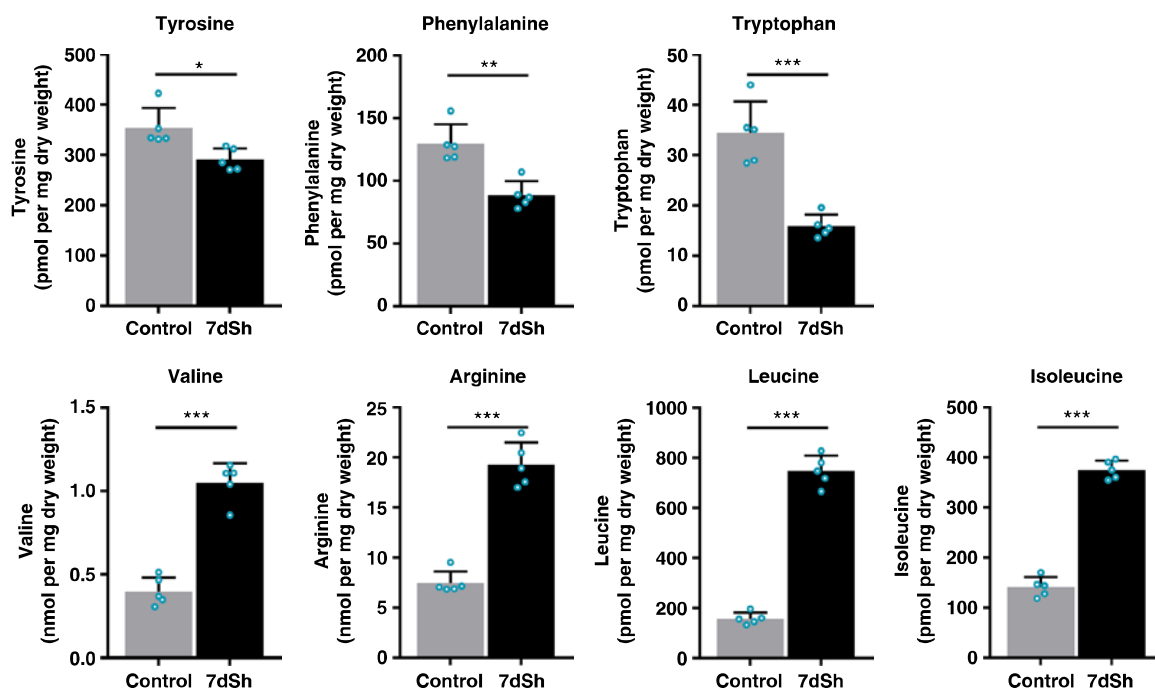 Tyrosine
Phenylalanine
Tryptophan
Tyrosine
(pmol per mg dry weight)
500
400
300
200
100
0
*
Control 7dSh
Phenylalanine
(pmol per mg dry weight)
200
150
100
50
0
**
Control 7dSh
Tryptophan
(pmol per mg dry weight)
50
40
30
20
10
0
***
Control 7dSh
Valine
Arginine
Leucine
Isoleucine
Valine
(nmol per mg dry weight)
1.5
1.0
0.5
0.0
***
Control 7dSh
Arginine
(nmol per mg dry weight)
25
20
15
10
5
0
***
Control 7dSh
Leucine
(pmol per mg dry weight)
1000
800
600
400
200
0
***
Control 7dSh
Isoleucine
(pmol per mg dry weight)
500
400
300
200
100
0
***
Control 7dSh